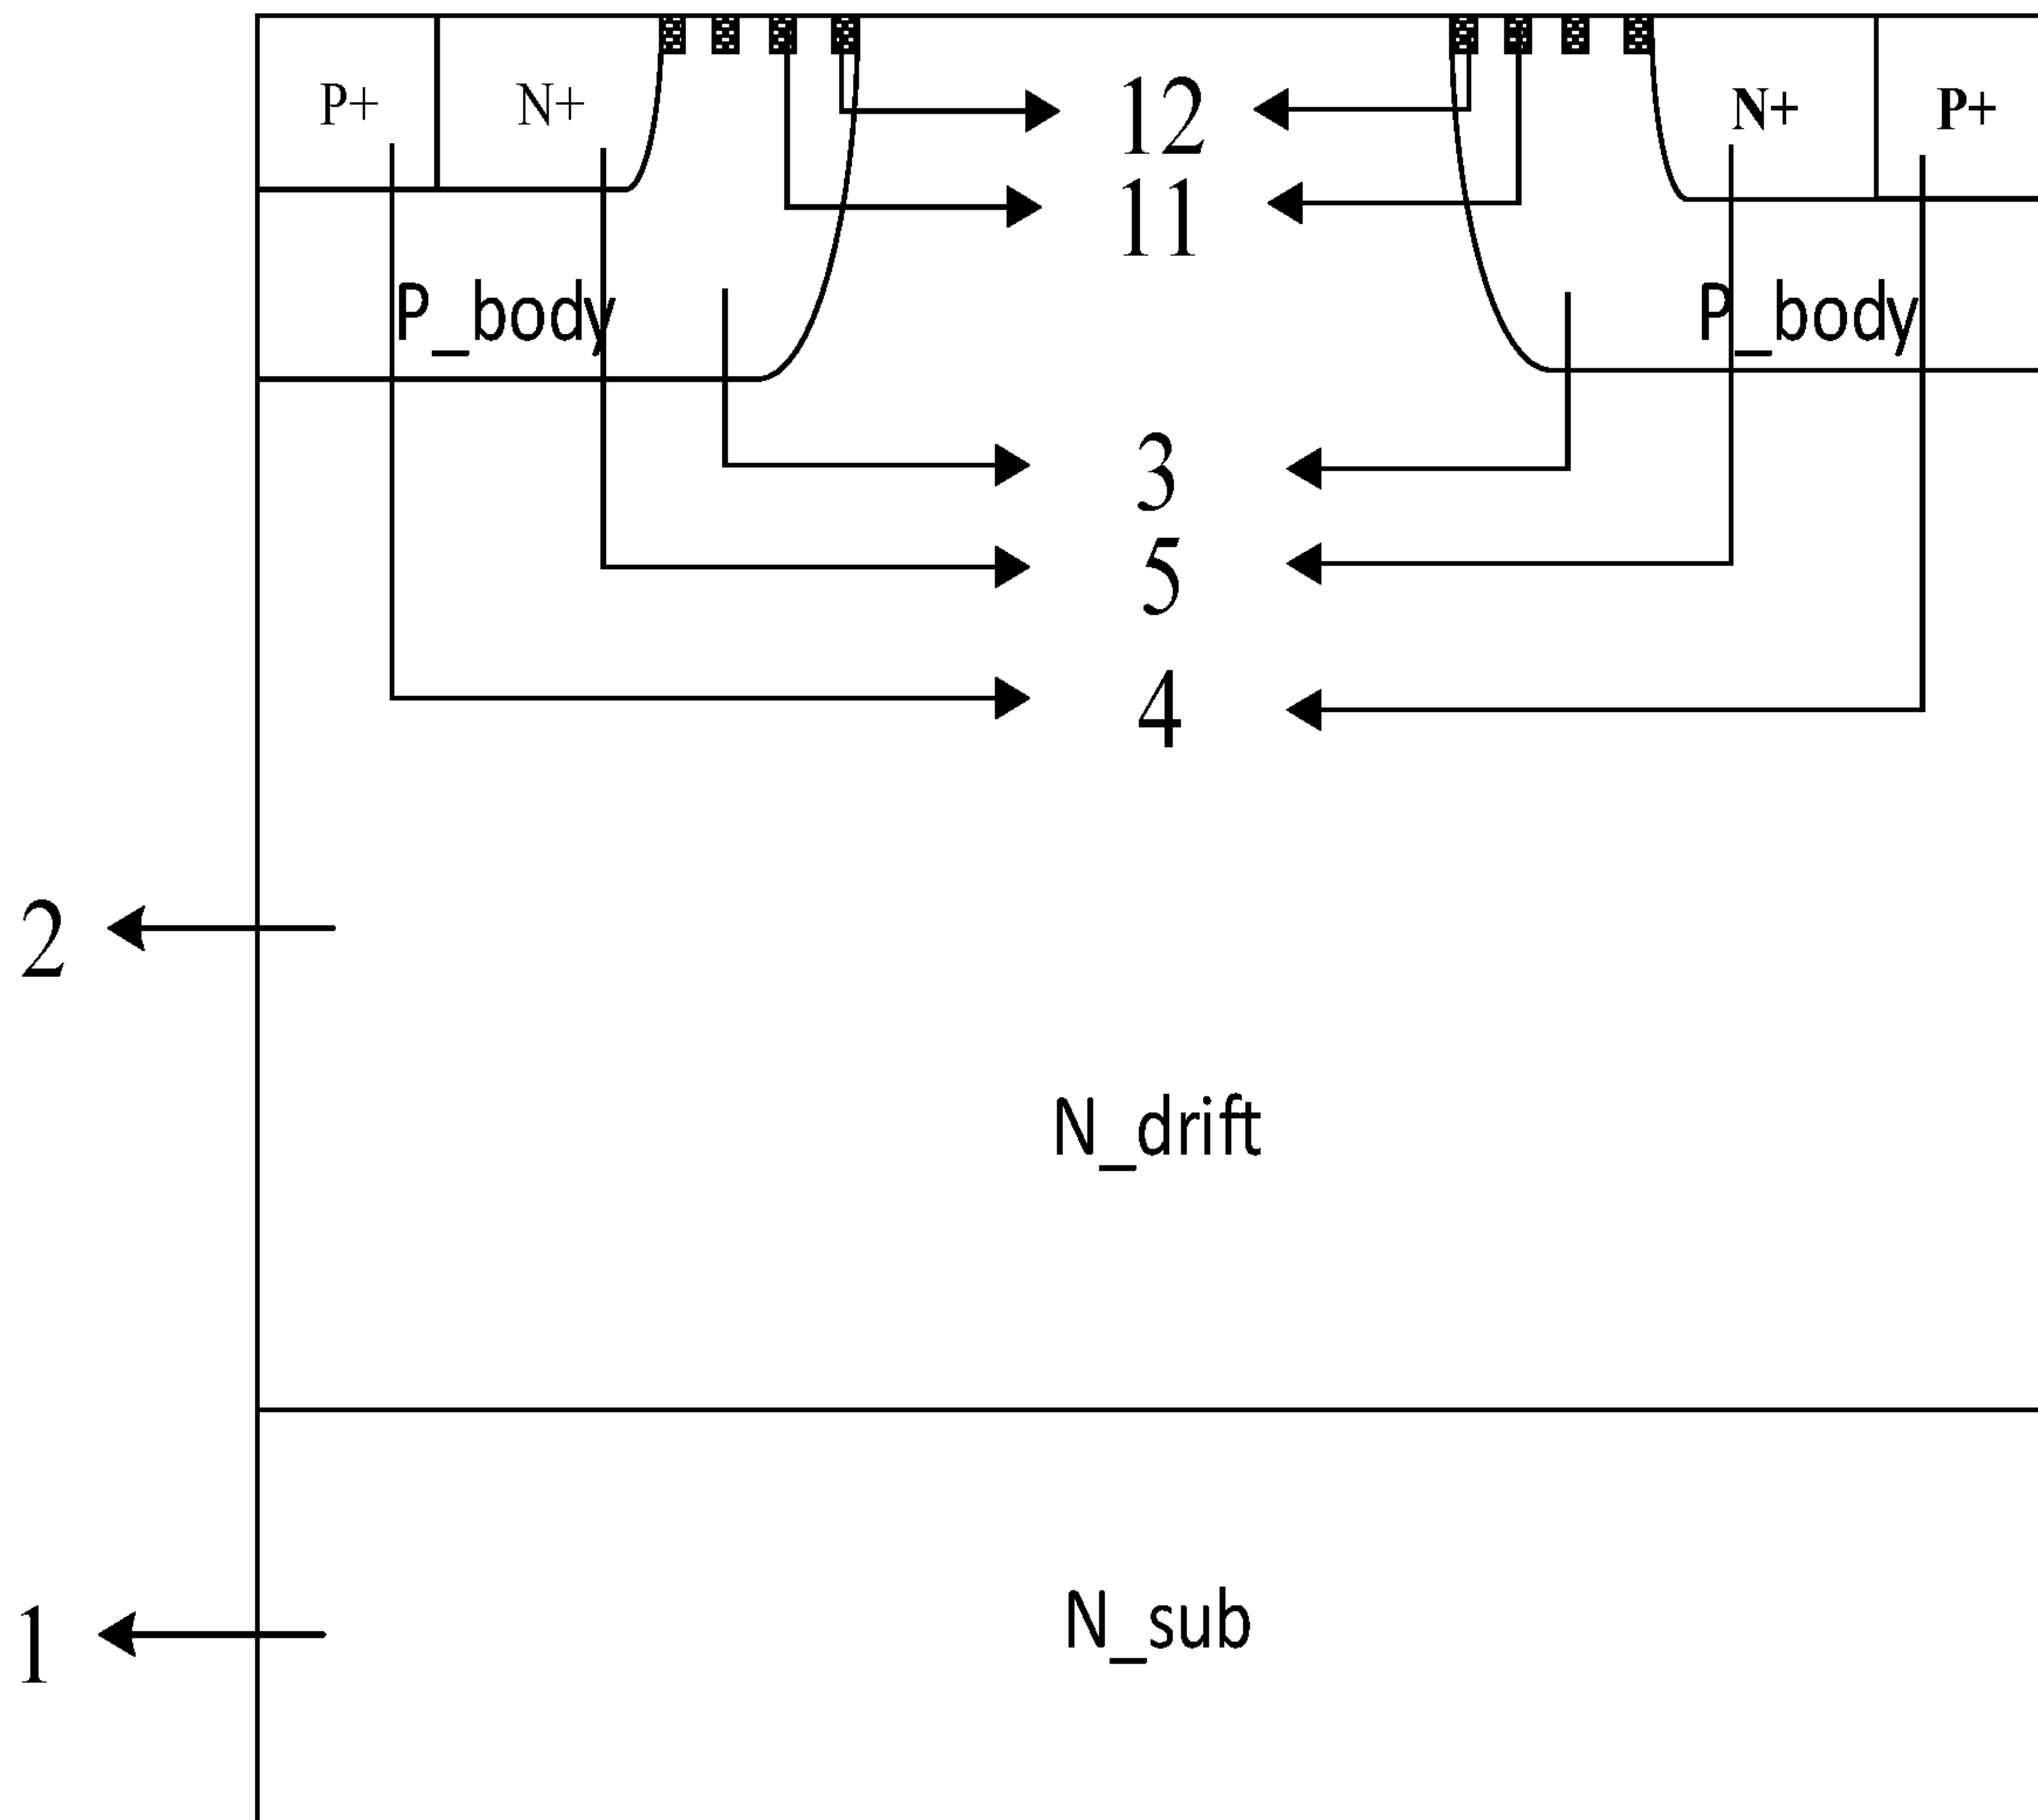 P+ N+ 12 N+ P+
11
P_body P_body
3
5
4
2
N_drift
N_sub
1